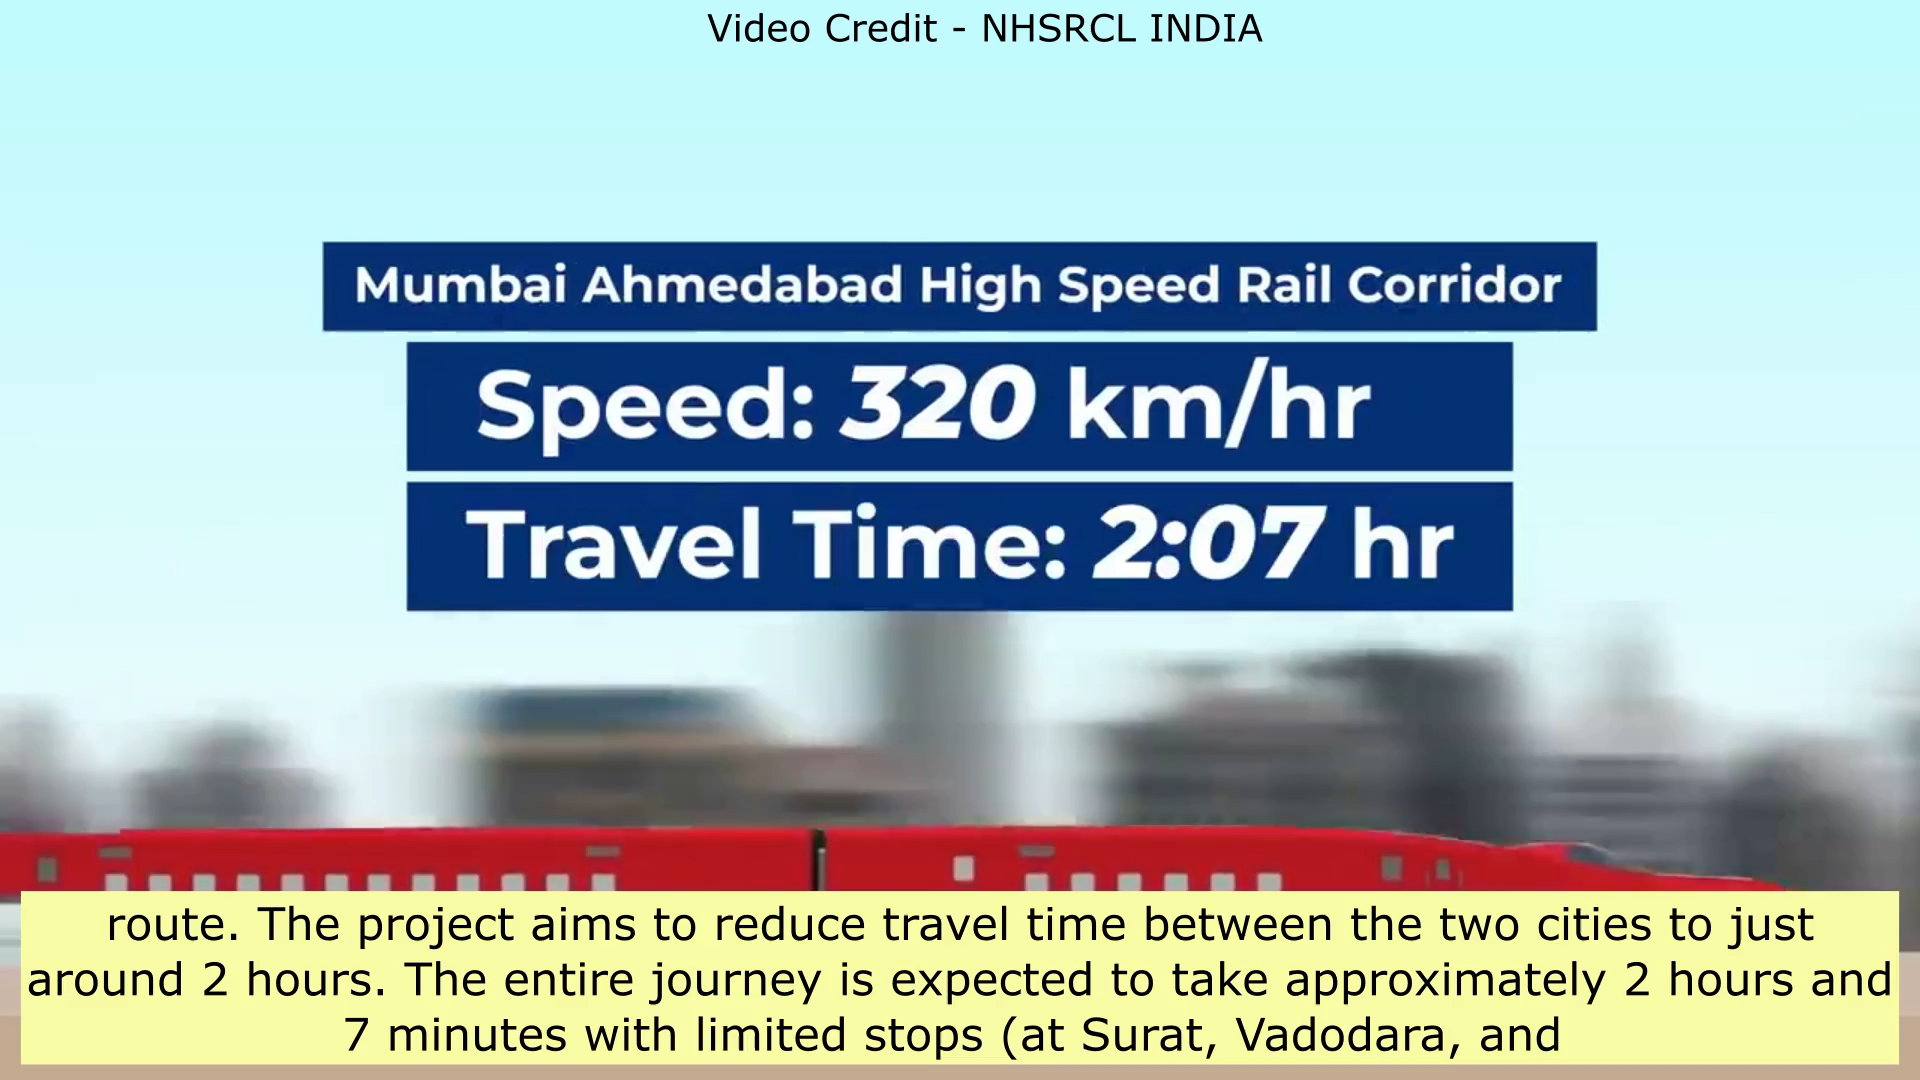 Video Credit - NHSRCL INDIA
Mumbai Ahmedabad High Speed Rail Corridor
Speed: 320 km/hr
Travel Time: 2:07 hr
route. The project aims to reduce travel time between the two cities to just
around 2 hours. The entire journey is expected to take approximately 2 hours and
7 minutes with limited stops (at Surat, Vadodara, and